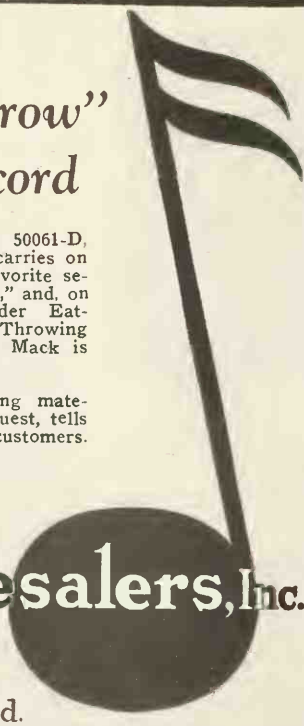 row”
cord
50061-D,
carries on
avorite se-
,” and, on
der Eat-
Throwing
Mack is
ng mate-
uest, tells
customers.
esalers, Inc.
d.